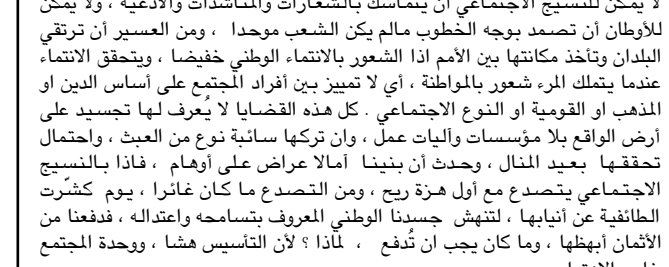 لا يمكن للنسيج الاجتماعي أن يتماسك بالشعارات والمناشدات والأدعية ، ولا يمكن
للأوطان أن تصمد بوجه الخطوب مالم يكن الشعب موحدا ، ومن العسير أن ترتقي
البلدان وتأخذ مكانتها بين الأمم اذا الشعور بالانتماء الوطني خفيضا ، ويتحقق الانتماء
عندما يتملك المرء شعور بالمواطنة ، أي لا تمييز بين أفراد المجتمع على أساس الدين او
المذهب او القومية او النوع الاجتماعي . كل هذه القضايا لا يُعرف لها تجسيد على
أرض الواقع بلا مؤسسات وآليات عمل ، وان تركها سائبة نوع من العبث ، واحتمال
تحققها بعيد المنال ، وحدث أن بنينا آمالا عراض على أوهام ، فاذا بالنسيج
الاجتماعي يتصدع مع أول هزة ريح ، ومن التصدع ما كان غائرا ، يوم كشّرت
الطائفية عن أنيابها ، لتنهش جسدنا الوطني المعروف بتسامحه واعتداله ، فدفعنا من
الأثمان أبهظها ، وما كان يجب ان تُدفع ، لماذا ؟ لأن التأسيس هشا ، ووحدة المجتمع